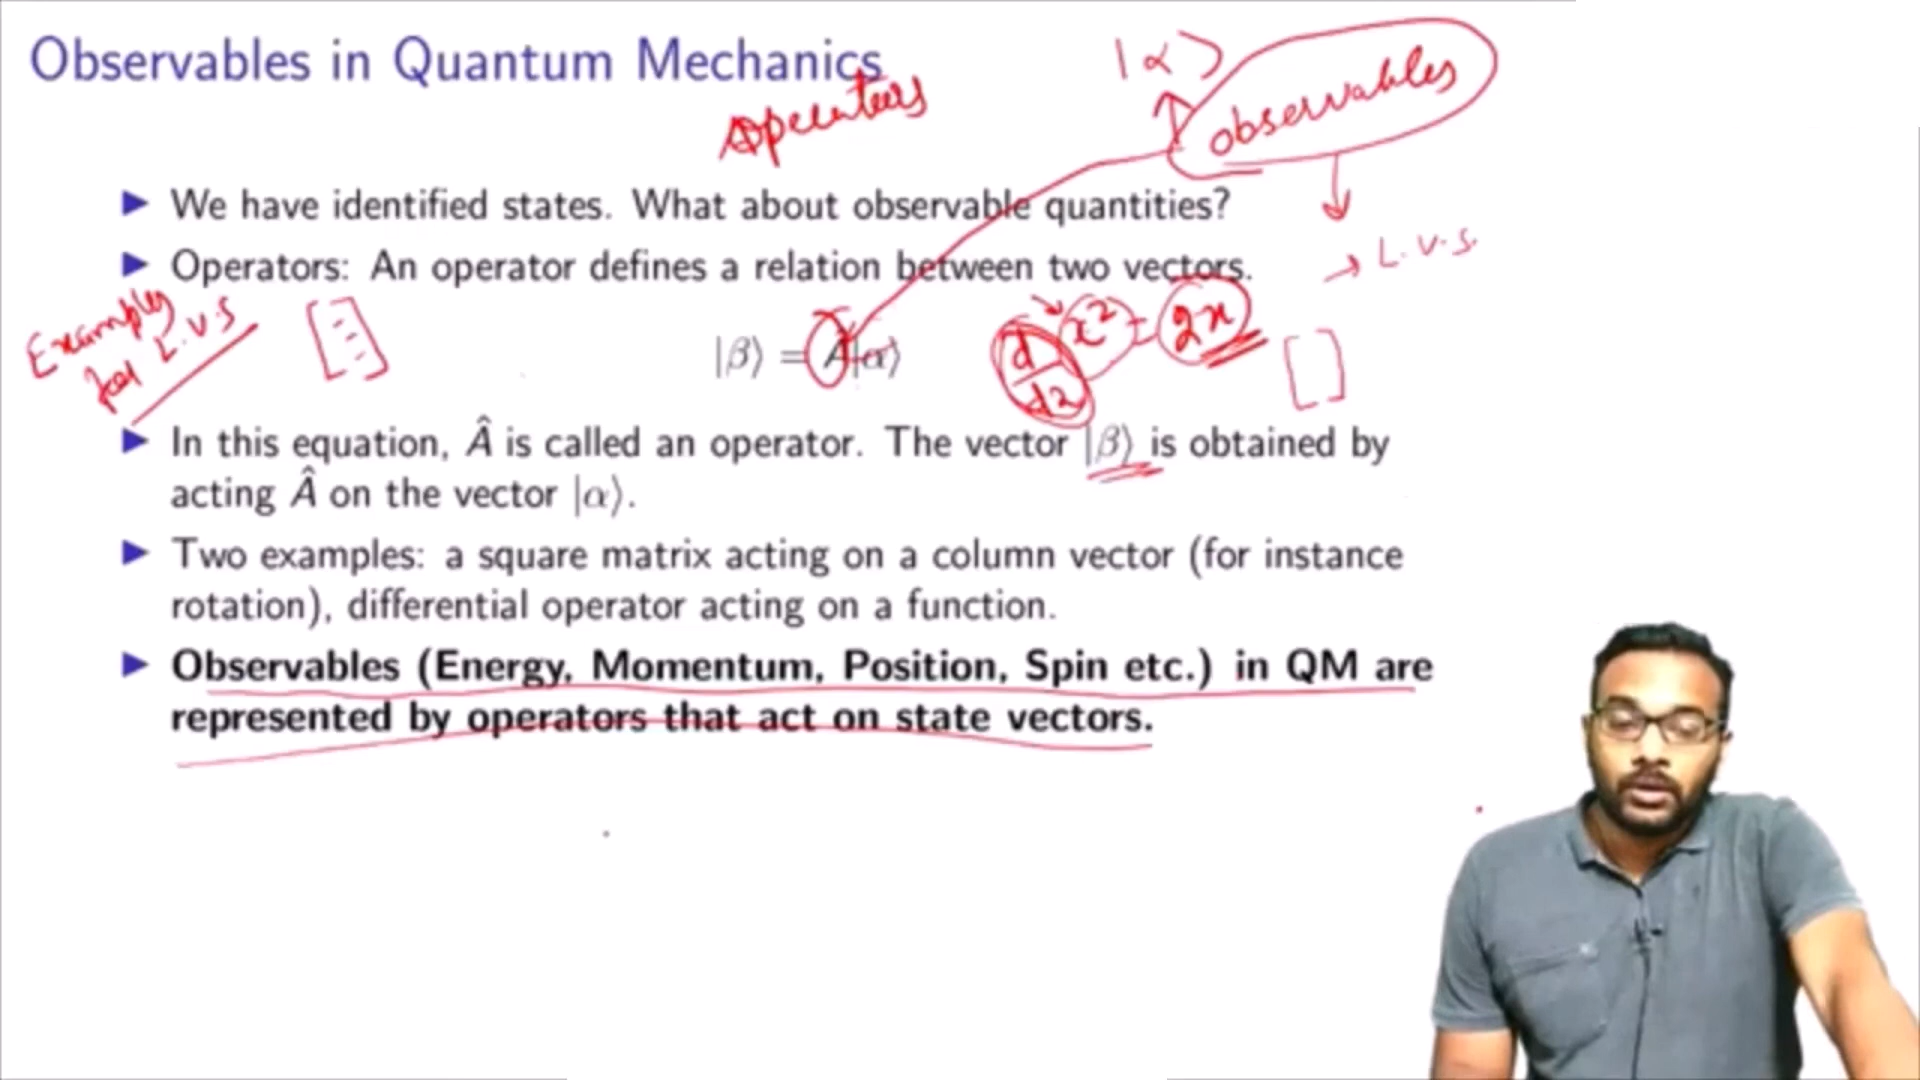 Observables in Quantum Mechanics
|α⟩
observables
operators
▶ We have identified states. What about observable quantities?
→ L.V.S.
▶ Operators: An operator defines a relation between two vectors.
Examples
for L.V.S
|β⟩ = Â|α⟩
d/dx x² = 2x
▶ In this equation, Â is called an operator. The vector |β⟩ is obtained by
acting Â on the vector |α⟩.
▶ Two examples: a square matrix acting on a column vector (for instance
rotation), differential operator acting on a function.
▶ Observables (Energy, Momentum, Position, Spin etc.) in QM are
represented by operators that act on state vectors.